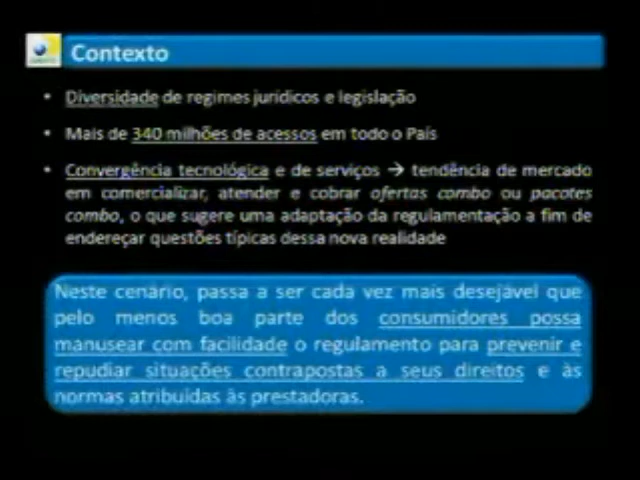 Contexto
• Diversidade de regimes jurídicos e legislação
• Mais de 340 milhões de acessos em todo o País
• Convergência tecnológica e de serviços → tendência de mercado
em comercializar, atender e cobrar ofertas combo ou pacotes
combo, o que sugere uma adaptação da regulamentação a fim de
endereçar questões típicas dessa nova realidade
Neste cenário, passa a ser cada vez mais desejável que
pelo menos boa parte dos consumidores possa
manusear com facilidade o regulamento para prevenir e
repudiar situações contrapostas a seus direitos e às
normas atribuídas às prestadoras.